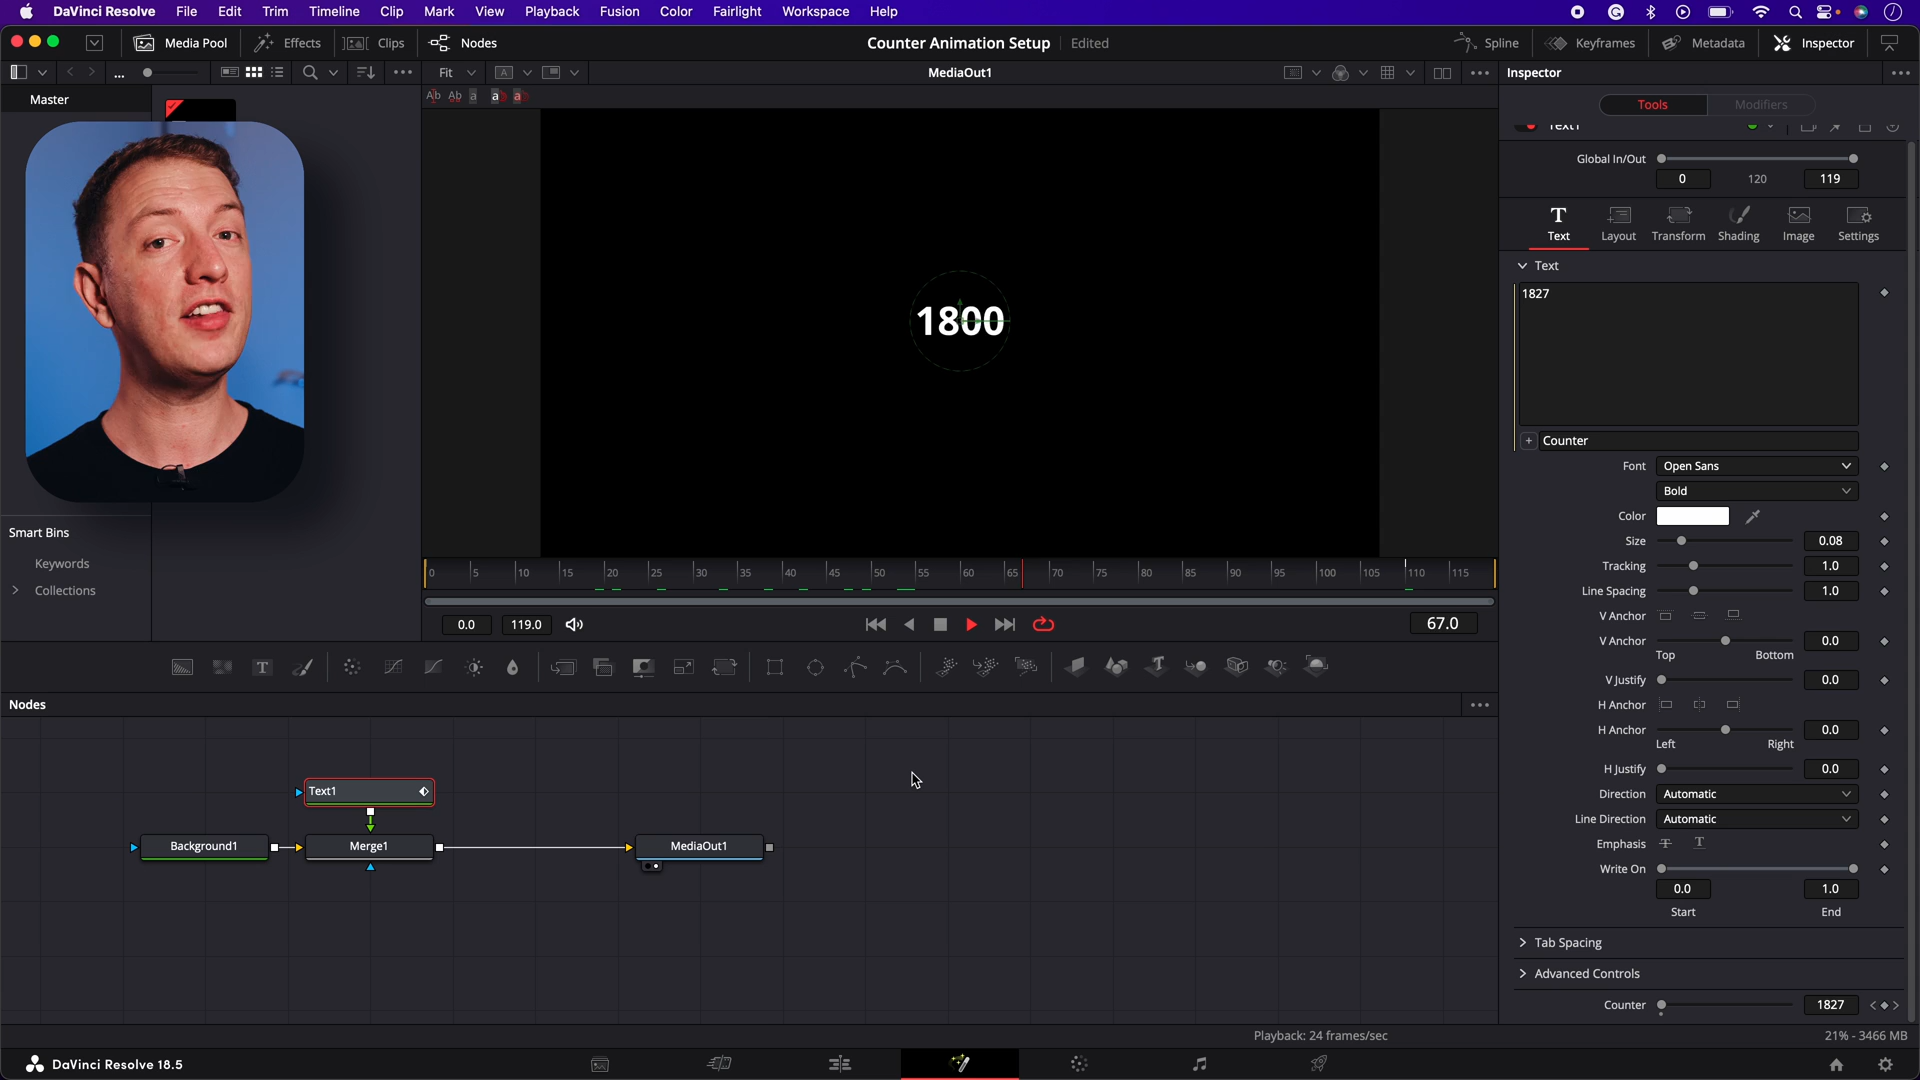 DaVinci Resolve File Edit Trim Timeline Clip Mark View Playback Fusion Color Fairlight Workspace Help
Media Pool Effects Clips Nodes Counter Animation Setup Edited Spline Keyframes Metadata Inspector
... Fit MediaOut1 Inspector
Master
Tools Modifiers
Text1
Global In/Out
0 120 119
Text Layout Transform Shading Image Settings
Text
1827
1800
Counter
Font Open Sans
Bold
Color
Size 0.08
Tracking 1.0
Line Spacing 1.0
V Anchor
V Anchor 0.0
Top Bottom
V Justify 0.0
H Anchor
H Anchor 0.0
Left Right
H Justify 0.0
Direction Automatic
Line Direction Automatic
Emphasis
Write On
0.0 1.0
Start End
Tab Spacing
Advanced Controls
Counter 1827
Smart Bins
Keywords
Collections
0 5 10 15 20 25 30 35 40 45 50 55 60 65 70 75 80 85 90 95 100 105 110 115
0.0 119.0 67.0
Nodes
Text1
Background1 Merge1 MediaOut1
Playback: 24 frames/sec 21% - 3466 MB
DaVinci Resolve 18.5